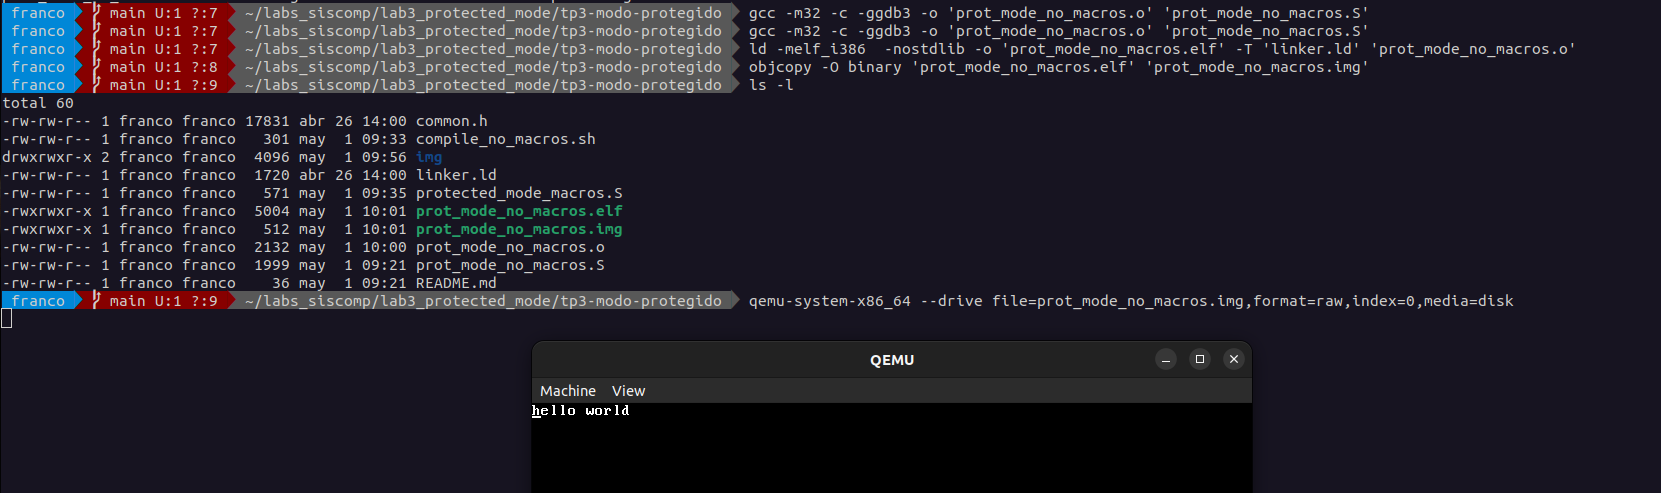 franco main U:1 ?:7 ~/labs_siscomp/lab3_protected_mode/tp3-modo-protegido gcc -m32 -c -ggdb3 -o 'prot_mode_no_macros.o' 'prot_mode_no_macros.S'
franco main U:1 ?:7 ~/labs_siscomp/lab3_protected_mode/tp3-modo-protegido gcc -m32 -c -ggdb3 -o 'prot_mode_no_macros.o' 'prot_mode_no_macros.S'
franco main U:1 ?:7 ~/labs_siscomp/lab3_protected_mode/tp3-modo-protegido ld -melf_i386  -nostdlib -o 'prot_mode_no_macros.elf' -T 'linker.ld' 'prot_mode_no_macros.o'
franco main U:1 ?:8 ~/labs_siscomp/lab3_protected_mode/tp3-modo-protegido objcopy -O binary 'prot_mode_no_macros.elf' 'prot_mode_no_macros.img'
franco main U:1 ?:9 ~/labs_siscomp/lab3_protected_mode/tp3-modo-protegido ls -l
total 60
-rw-rw-r-- 1 franco franco 17831 abr 26 14:00 common.h
-rw-rw-r-- 1 franco franco   301 may  1 09:33 compile_no_macros.sh
drwxrwxr-x 2 franco franco  4096 may  1 09:56 img
-rw-rw-r-- 1 franco franco  1720 abr 26 14:00 linker.ld
-rw-rw-r-- 1 franco franco   571 may  1 09:35 protected_mode_macros.S
-rwxrwxr-x 1 franco franco  5004 may  1 10:01 prot_mode_no_macros.elf
-rwxrwxr-x 1 franco franco   512 may  1 10:01 prot_mode_no_macros.img
-rw-rw-r-- 1 franco franco  2132 may  1 10:00 prot_mode_no_macros.o
-rw-rw-r-- 1 franco franco  1999 may  1 09:21 prot_mode_no_macros.S
-rw-rw-r-- 1 franco franco    36 may  1 09:21 README.md
franco main U:1 ?:9 ~/labs_siscomp/lab3_protected_mode/tp3-modo-protegido qemu-system-x86_64 --drive file=prot_mode_no_macros.img,format=raw,index=0,media=disk
QEMU
Machine View
hello world